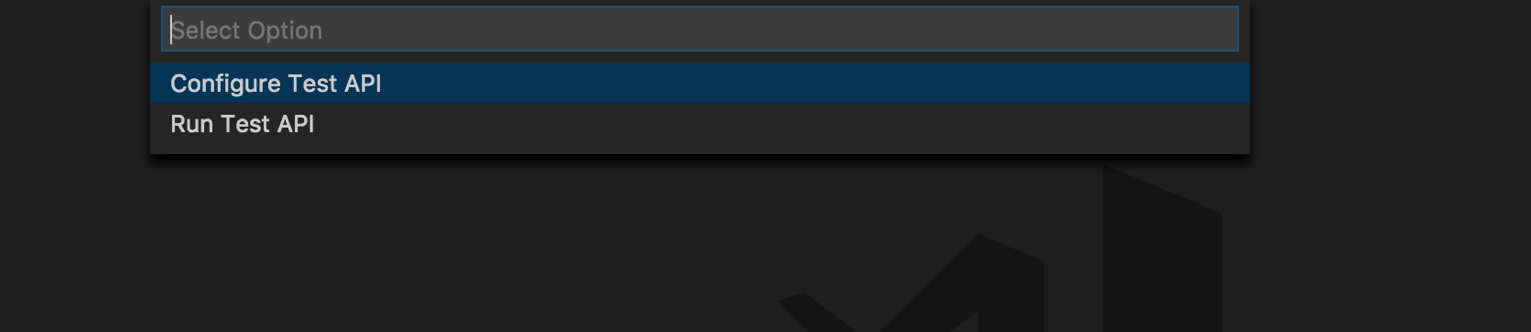 Select Option
Configure Test API
Run Test API